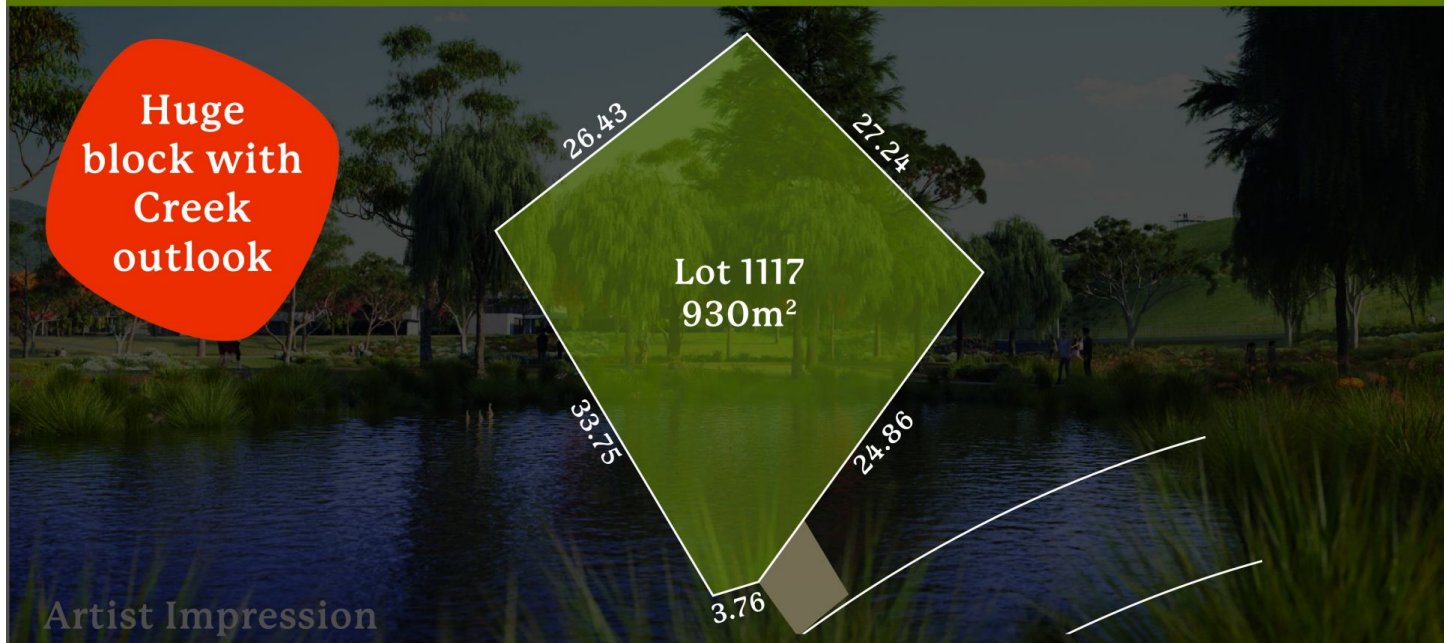 Huge
block with
Creek
outlook
26.43
27.24
Lot 1117
930m²
33.75
24.86
3.76
Artist Impression